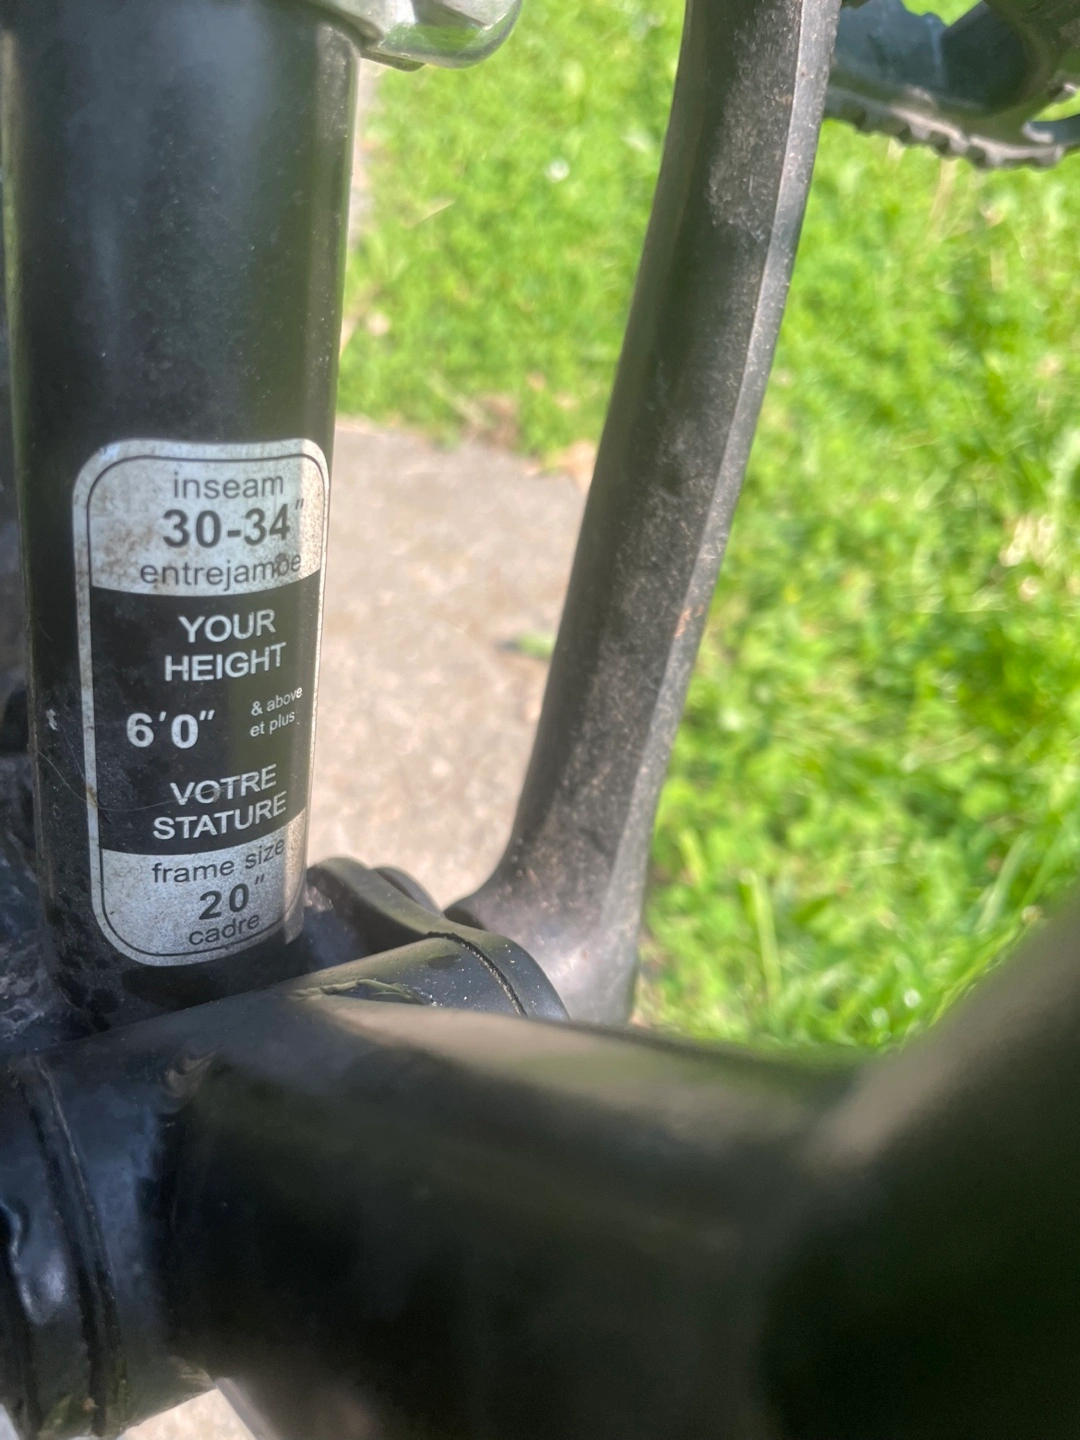 inseam
30-34"
entrejambe
YOUR
HEIGHT
6'0" & above
et plus
VOTRE
STATURE
frame size
20"
cadre